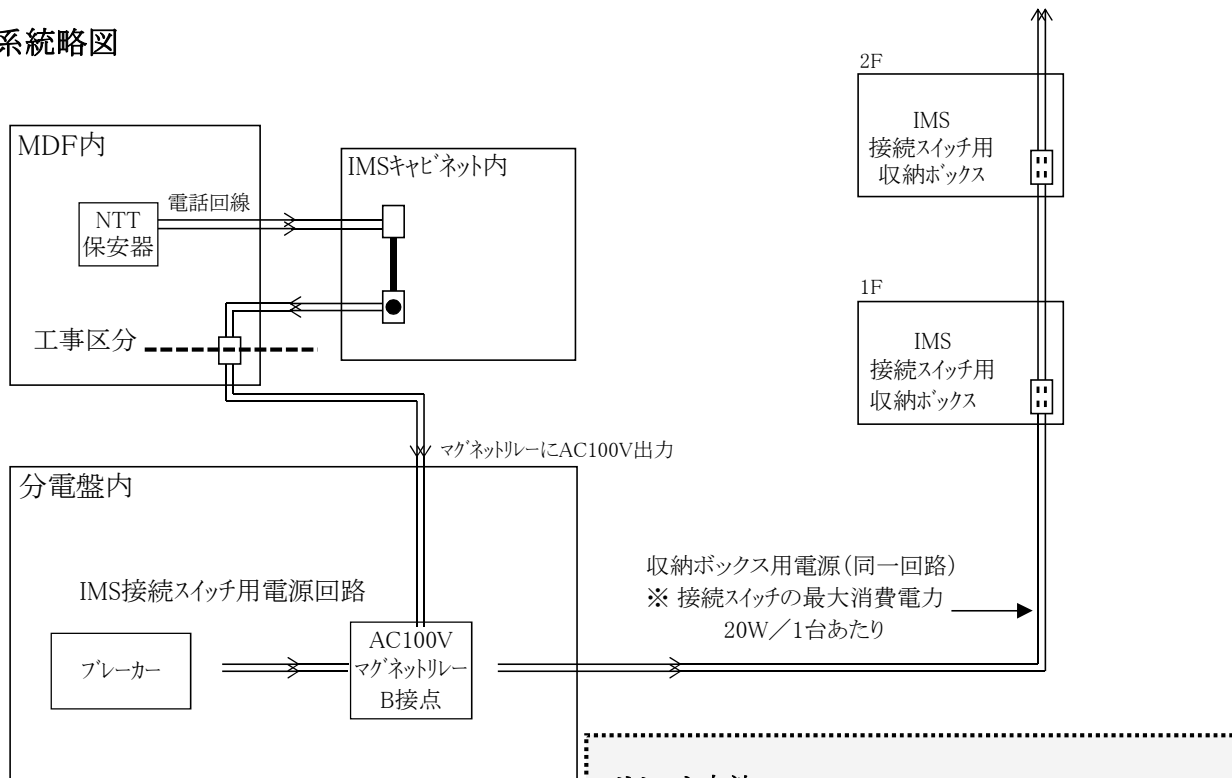 系統略図
MDF内
NTT
保安器
電話回線
IMSキャビネット内
工事区分
マグネットリレーにAC100V出力
分電盤内
IMS接続スイッチ用電源回路
ブレーカー
AC100V
マグネットリレー
B接点
2F
IMS
接続スイッチ用
収納ボックス
1F
IMS
接続スイッチ用
収納ボックス
収納ボックス用電源(同一回路)
※ 接続スイッチの最大消費電力
20W/1台あたり